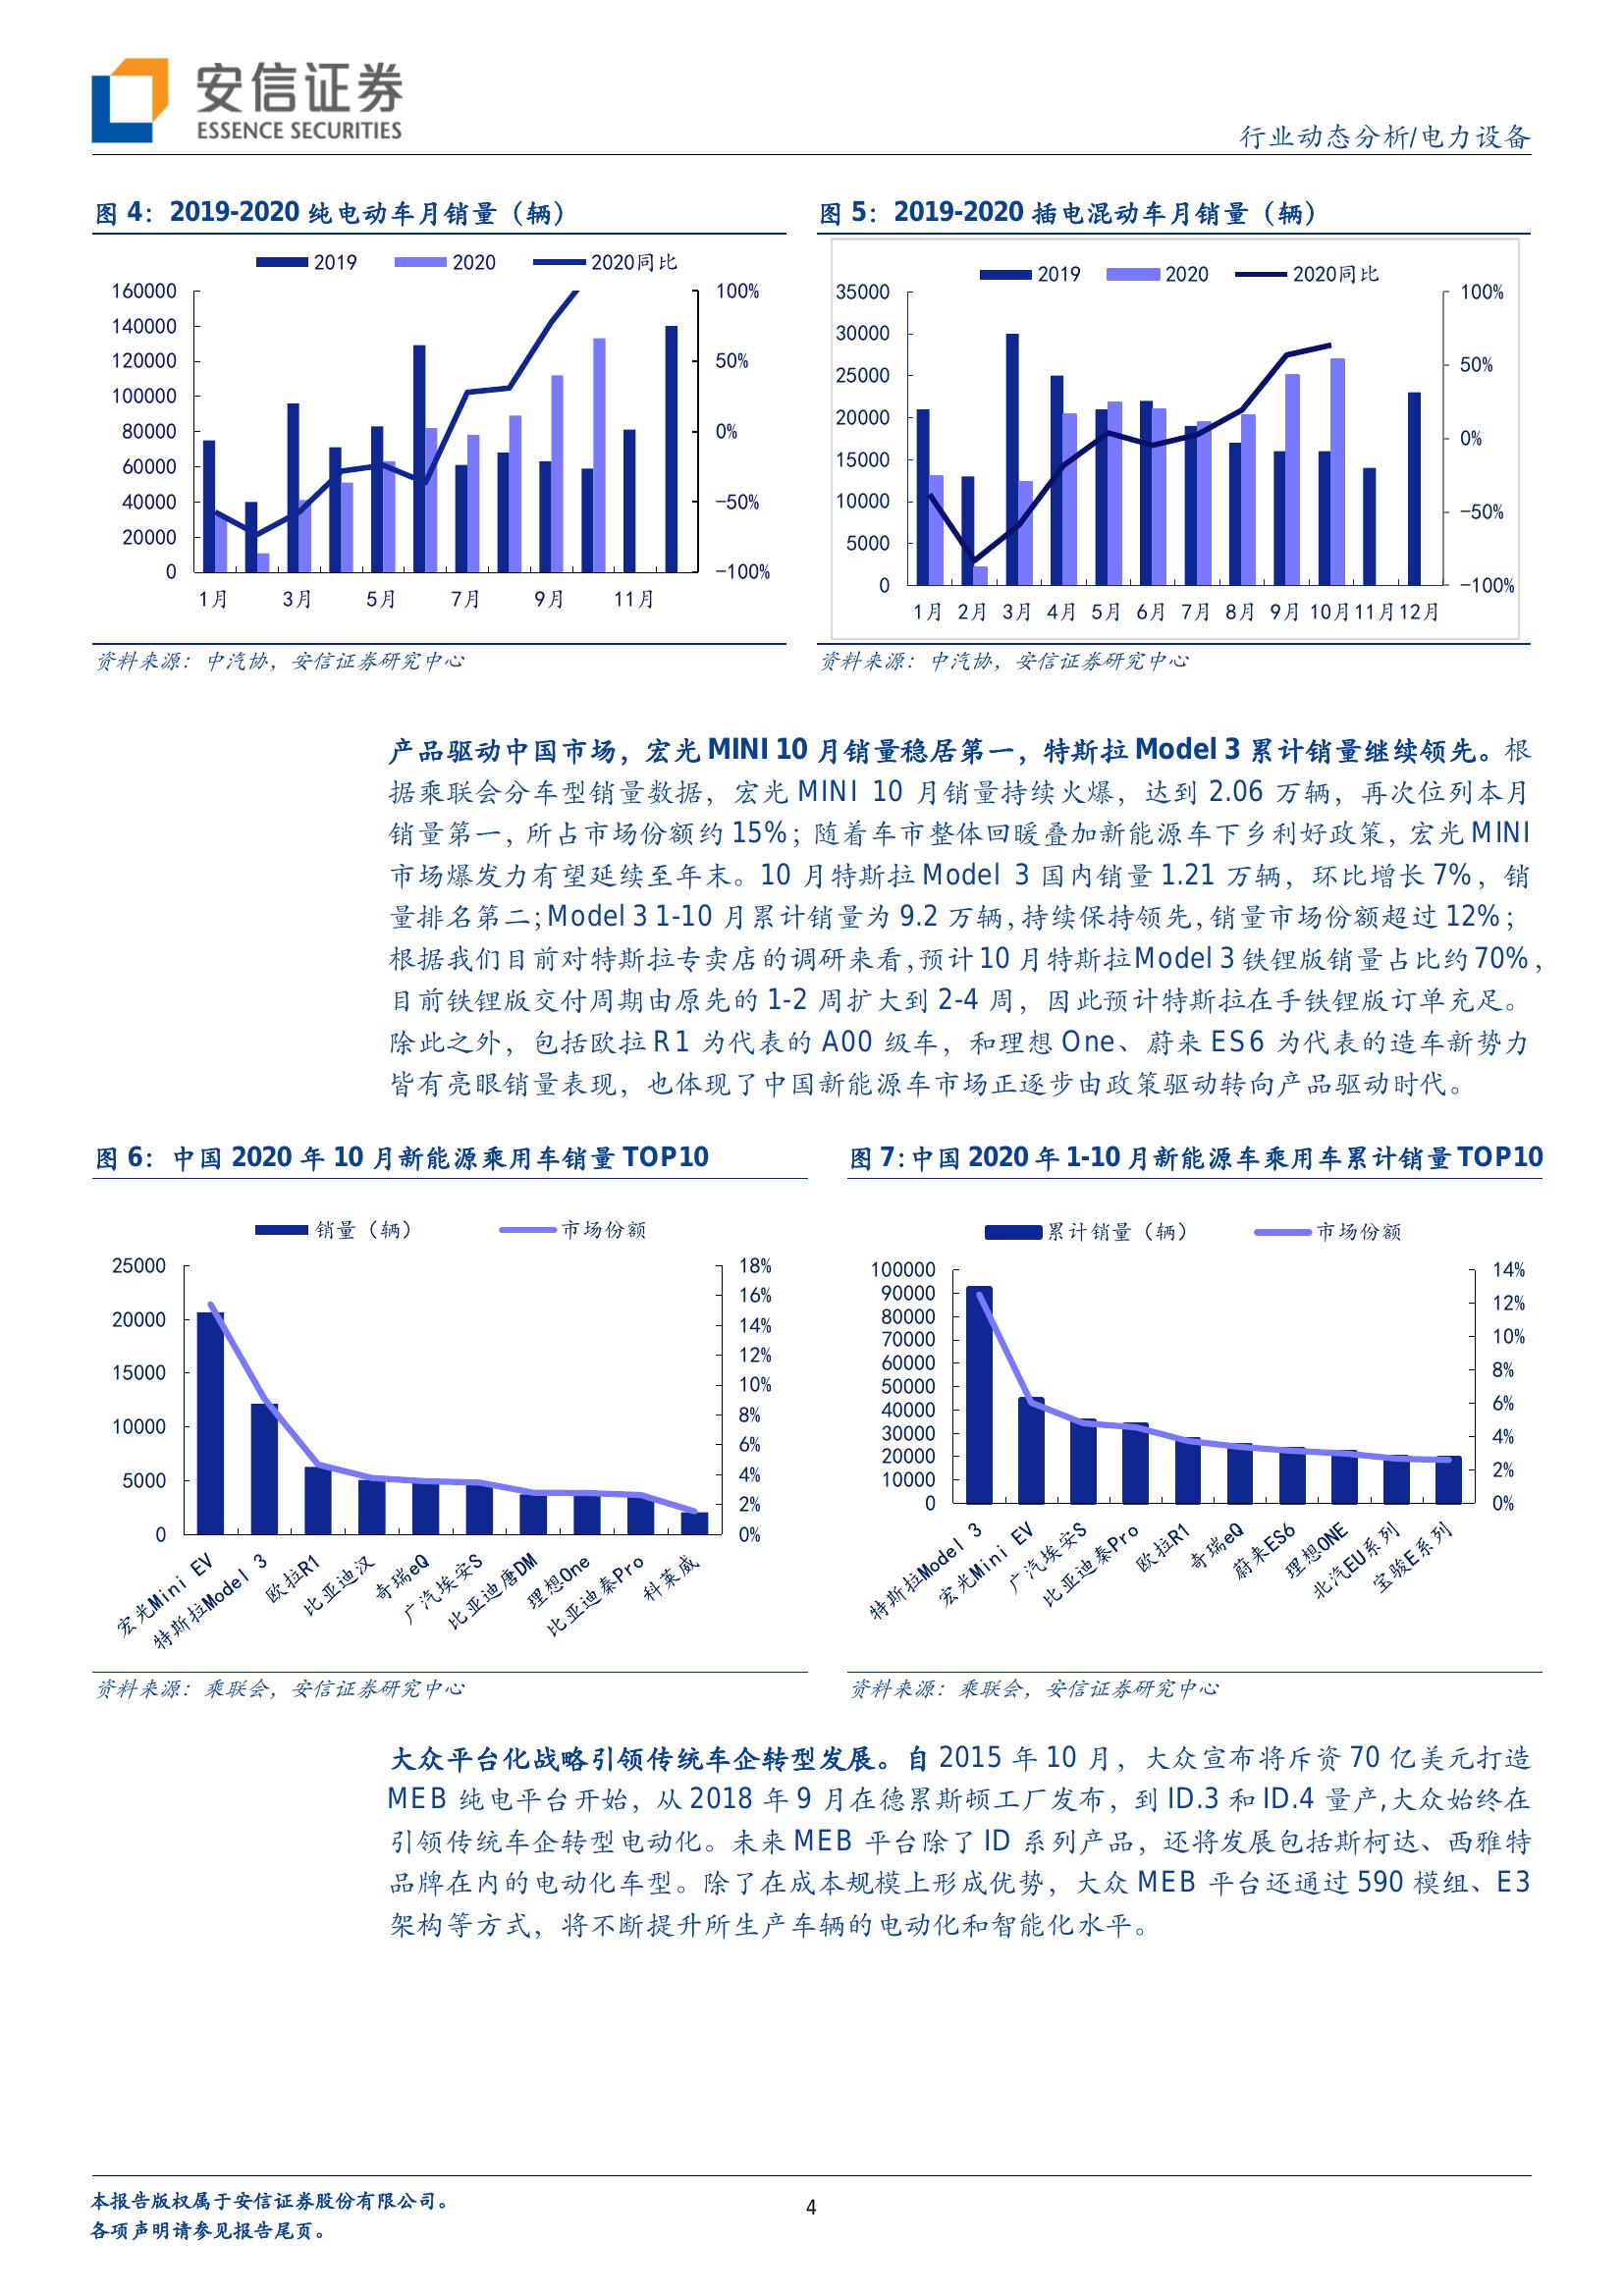 安信证券
ESSENCE SECURITIES
行业动态分析/电力设备
图 4：2019-2020 纯电动车月销量（辆）
2019 2020 2020同比
160000
140000
120000
100000
80000
60000
40000
20000
0
100%
50%
0%
-50%
-100%
1月 3月 5月 7月 9月 11月
资料来源：中汽协，安信证券研究中心
图 5：2019-2020 插电混动车月销量（辆）
2019 2020 2020同比
35000
30000
25000
20000
15000
10000
5000
0
100%
50%
0%
-50%
-100%
1月 2月 3月 4月 5月 6月 7月 8月 9月 10月 11月 12月
资料来源：中汽协，安信证券研究中心
产品驱动中国市场，宏光 MINI 10 月销量稳居第一，特斯拉 Model 3 累计销量继续领先。根
据乘联会分车型销量数据，宏光 MINI 10 月销量持续火爆，达到 2.06 万辆，再次位列本月
销量第一，所占市场份额约 15%；随着车市整体回暖叠加新能源车下乡利好政策，宏光 MINI
市场爆发力有望延续至年末。10 月特斯拉 Model 3 国内销量 1.21 万辆，环比增长 7%，销
量排名第二；Model 3 1-10 月累计销量为 9.2 万辆，持续保持领先，销量市场份额超过 12%；
根据我们目前对特斯拉专卖店的调研来看，预计 10 月特斯拉 Model 3 铁锂版销量占比约 70%，
目前铁锂版交付周期由原先的 1-2 周扩大到 2-4 周，因此预计特斯拉在手铁锂版订单充足。
除此之外，包括欧拉 R1 为代表的 A00 级车，和理想 One、蔚来 ES6 为代表的造车新势力
皆有亮眼销量表现，也体现了中国新能源车市场正逐步由政策驱动转向产品驱动时代。
图 6：中国 2020 年 10 月新能源乘用车销量 TOP10
销量（辆） 市场份额
25000
20000
15000
10000
5000
0
18%
16%
14%
12%
10%
8%
6%
4%
2%
0%
宏光Mini EV
特斯拉Model 3
欧拉R1
比亚迪汉
奇瑞eQ
广汽埃安S
比亚迪唐DM
理想One
比亚迪秦Pro
科莱威
资料来源：乘联会，安信证券研究中心
图 7：中国 2020 年 1-10 月新能源车乘用车累计销量 TOP10
累计销量（辆） 市场份额
100000
90000
80000
70000
60000
50000
40000
30000
20000
10000
0
14%
12%
10%
8%
6%
4%
2%
0%
特斯拉Model 3
宏光Mini EV
广汽埃安S
比亚迪秦Pro
欧拉R1
奇瑞eQ
蔚来ES6
理想ONE
北汽EU系列
宝骏E系列
资料来源：乘联会，安信证券研究中心
大众平台化战略引领传统车企转型发展。自 2015 年 10 月，大众宣布将斥资 70 亿美元打造
MEB 纯电平台开始，从 2018 年 9 月在德累斯顿工厂发布，到 ID.3 和 ID.4 量产,大众始终在
引领传统车企转型电动化。未来 MEB 平台除了 ID 系列产品，还将发展包括斯柯达、西雅特
品牌在内的电动化车型。除了在成本规模上形成优势，大众 MEB 平台还通过 590 模组、E3
架构等方式，将不断提升所生产车辆的电动化和智能化水平。
本报告版权属于安信证券股份有限公司。
各项声明请参见报告尾页。
4